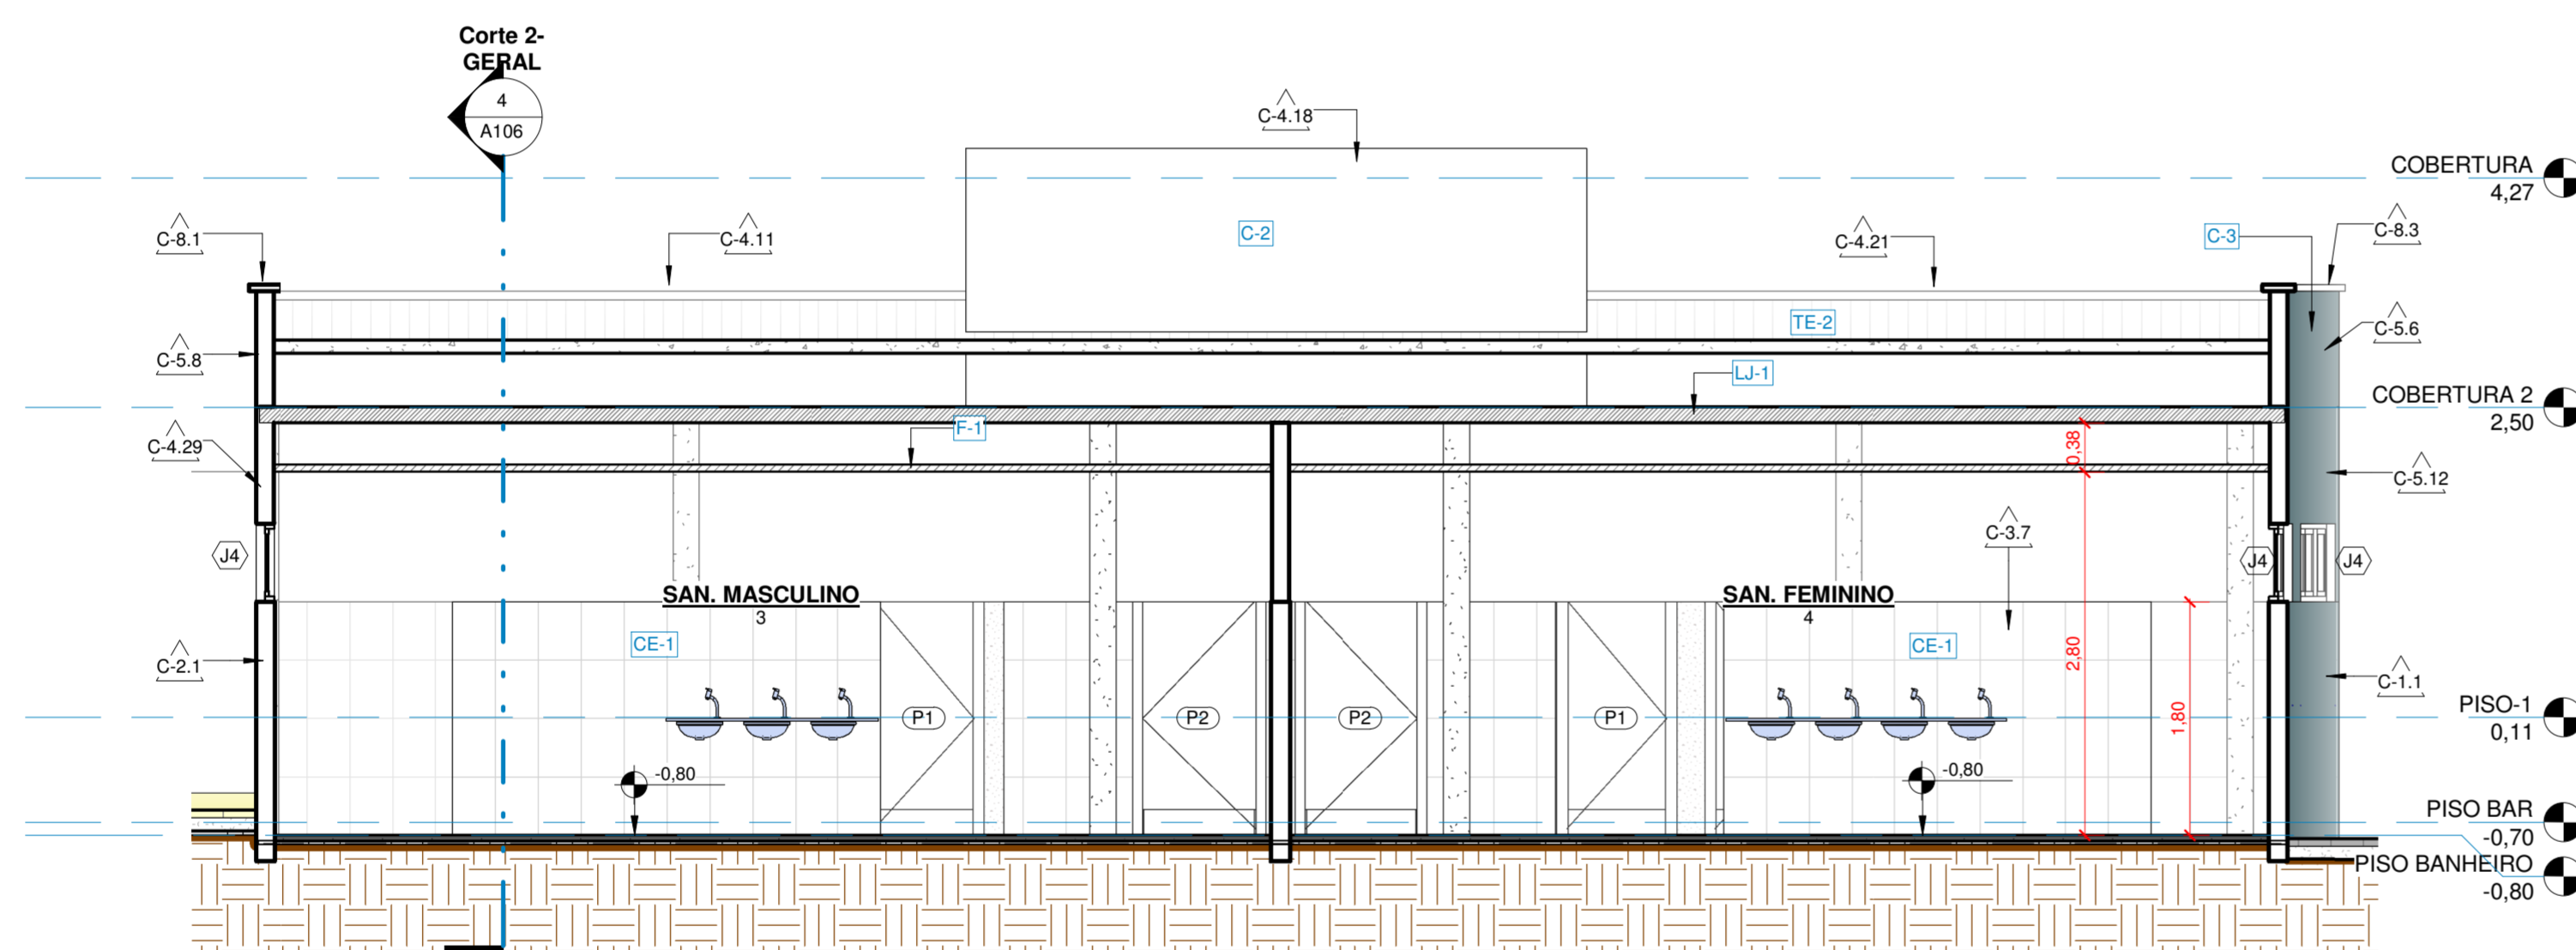 Corte 2-
GERAL
4
A106
C-4.18
COBERTURA
4,27
C-8.1
C-4.11
C-2
C-4.21
C-3
C-8.3
TE-2
C-5.6
C-5.8
LJ-1
COBERTURA 2
2,50
C-4.29
F-1
0,38
C-5.12
C-3.7
J4
J4
J4
SAN. MASCULINO
3
SAN. FEMININO
4
CE-1
CE-1
2,80
C-2.1
C-1.1
P1
P2
P2
P1
1,80
PISO-1
0,11
-0,80
-0,80
PISO BAR
-0,70
PISO BANHEIRO
-0,80